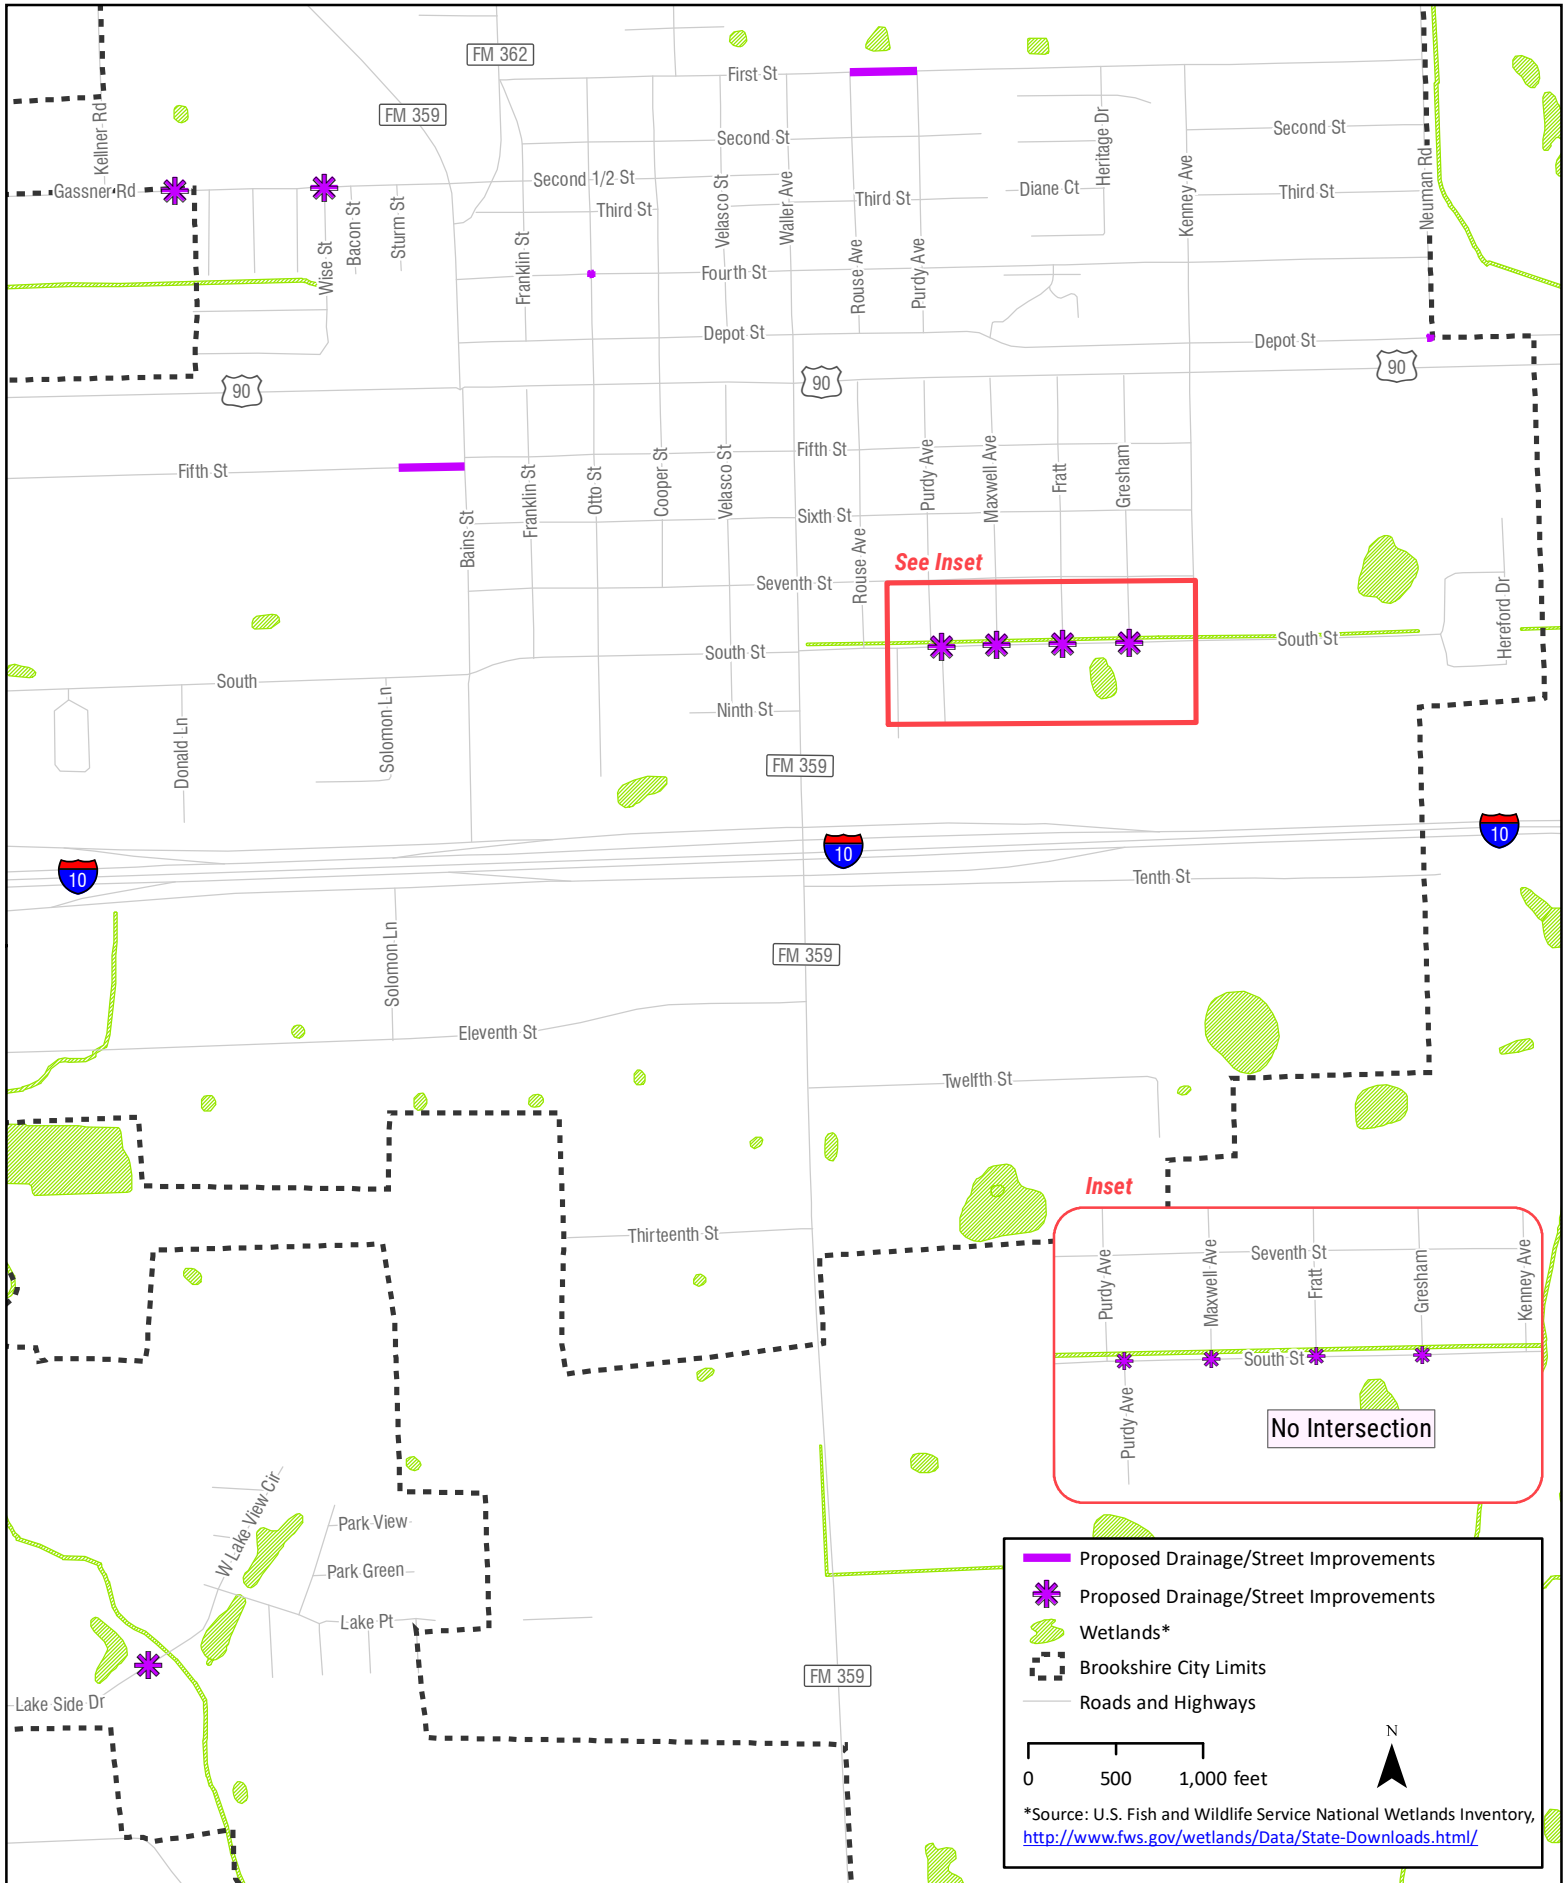 FM 362
First St
FM 359
Kellner Rd
Second St
Second St
Heritage Dr
Neuman Rd
Gassner Rd
Second 1/2 St
Velasco St
Waller Ave
Diane Ct
Kenney Ave
Third St
Third St
Third St
Wise St
Bacon St
Sturm St
Franklin St
Rouse Ave
Purdy Ave
Fourth St
Depot St
Depot St
90
90
90
Fifth St
Fifth St
Bains St
Franklin St
Otto St
Cooper St
Velasco St
Purdy Ave
Maxwell Ave
Fratt
Gresham
Sixth St
Rouse Ave
See Inset
Seventh St
Hereford Dr
South St
South St
South
Donald Ln
Solomon Ln
Ninth St
FM 359
10
10
10
Tenth St
Solomon Ln
FM 359
Eleventh St
Twelfth St
Inset
Thirteenth St
Purdy Ave
Maxwell Ave
Seventh St
Fratt
Gresham
Kenney Ave
South St
Purdy Ave
No Intersection
W Lake View Cir
Park View
Park Green
Lake Pt
Lake Side Dr
FM 359
Proposed Drainage/Street Improvements
Proposed Drainage/Street Improvements
Wetlands*
Brookshire City Limits
Roads and Highways
N
0 500 1,000 feet
*Source: U.S. Fish and Wildlife Service National Wetlands Inventory,
http://www.fws.gov/wetlands/Data/State-Downloads.html/